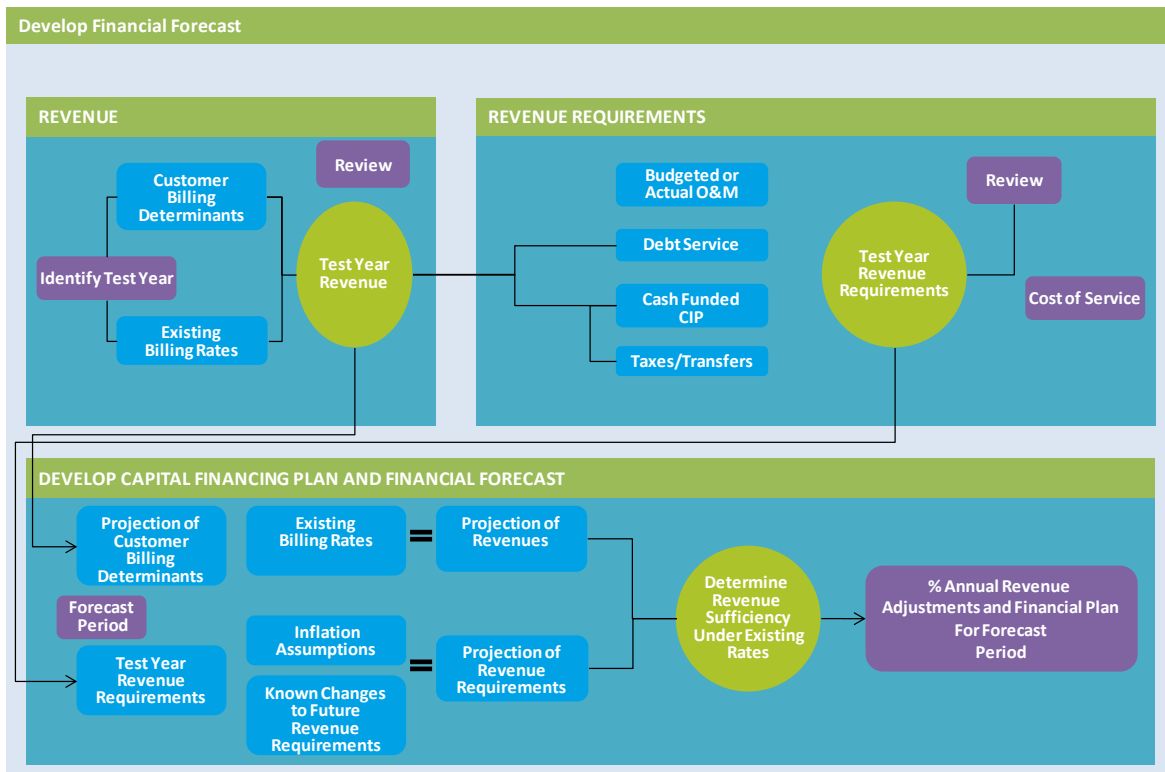 Develop Financial Forecast
REVENUE
Review
Customer
Billing
Determinants
Identify Test Year
Test Year
Revenue
Existing
Billing Rates
REVENUE REQUIREMENTS
Budgeted or
Actual O&M
Review
Debt Service
Test Year
Revenue
Requirements
Cash Funded
CIP
Cost of Service
Taxes/Transfers
DEVELOP CAPITAL FINANCING PLAN AND FINANCIAL FORECAST
Projection of
Customer
Billing
Determinants
Existing
Billing Rates
=
Projection of
Revenues
Forecast
Period
Inflation
Assumptions
Test Year
Revenue
Requirements
=
Projection of
Revenue
Requirements
Known Changes
to Future
Revenue
Requirements
Determine
Revenue
Sufficiency
Under Existing
Rates
% Annual Revenue
Adjustments and Financial Plan
For Forecast
Period